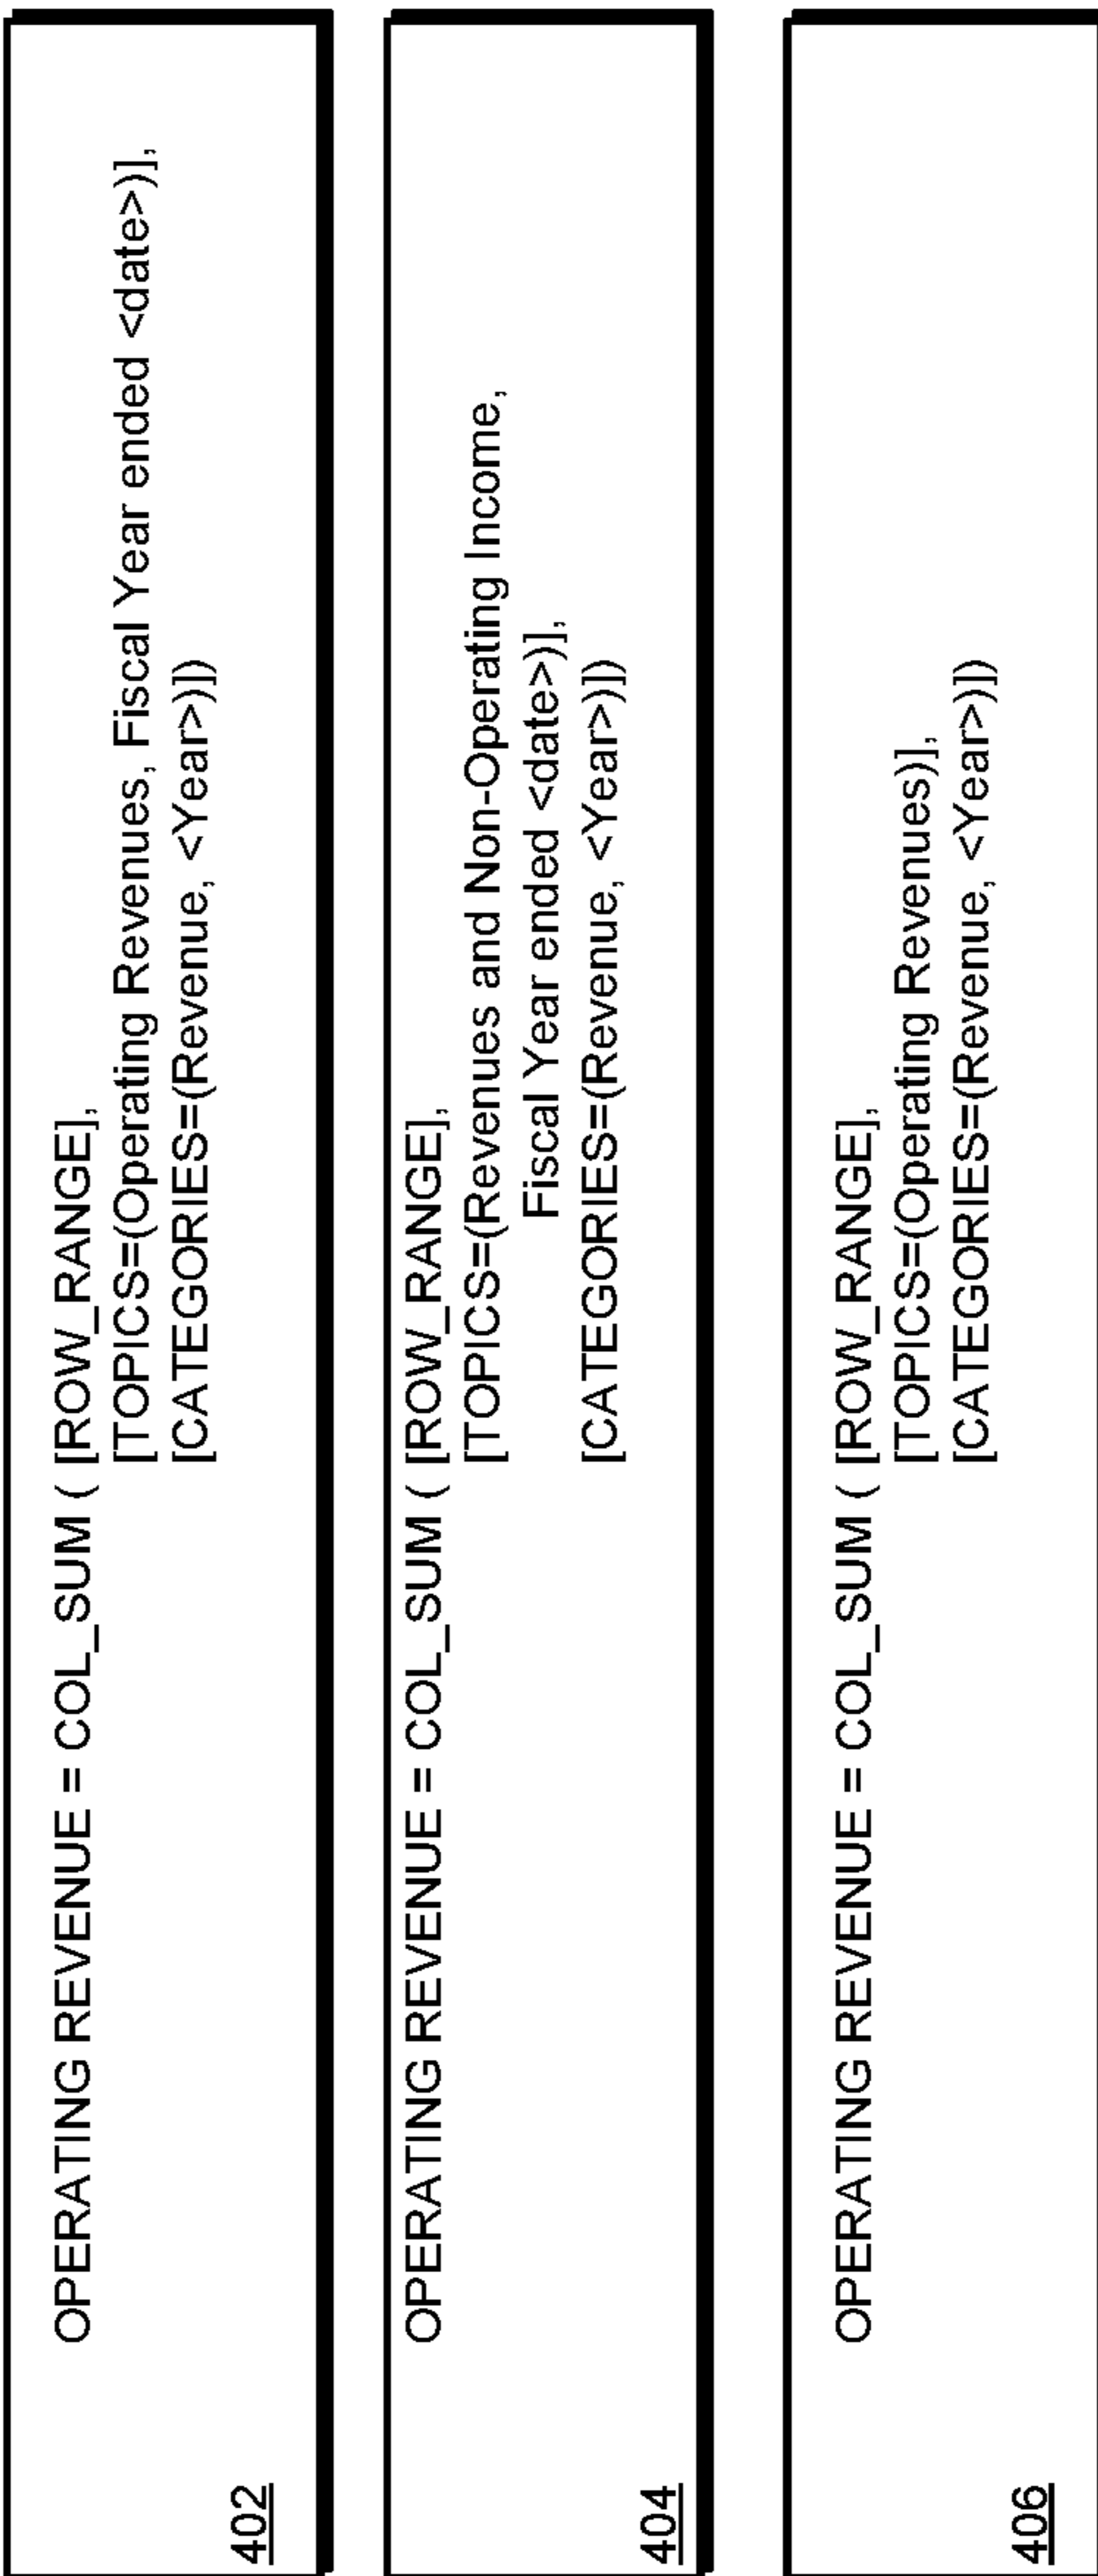 OPERATING REVENUE = COL_SUM ( [ROW_RANGE],
[TOPICS=(Operating Revenues, Fiscal Year ended <date>)],
[CATEGORIES=(Revenue, <Year>)])
402
OPERATING REVENUE = COL_SUM ( [ROW_RANGE],
[TOPICS=(Revenues and Non-Operating Income,
Fiscal Year ended <date>)],
[CATEGORIES=(Revenue, <Year>)])
404
OPERATING REVENUE = COL_SUM ( [ROW_RANGE],
[TOPICS=(Operating Revenues)],
[CATEGORIES=(Revenue, <Year>)])
406